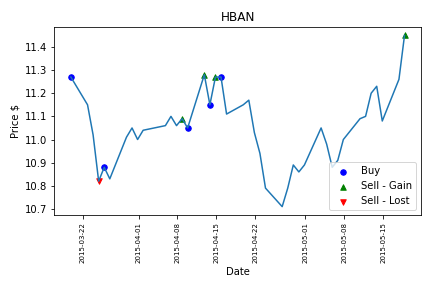 HBAN
Price $
11.4
11.3
11.2
11.1
11.0
10.9
10.8
10.7
Buy
Sell - Gain
Sell - Lost
2015-03-22
2015-04-01
2015-04-08
2015-04-15
2015-04-22
2015-05-01
2015-05-08
2015-05-15
Date